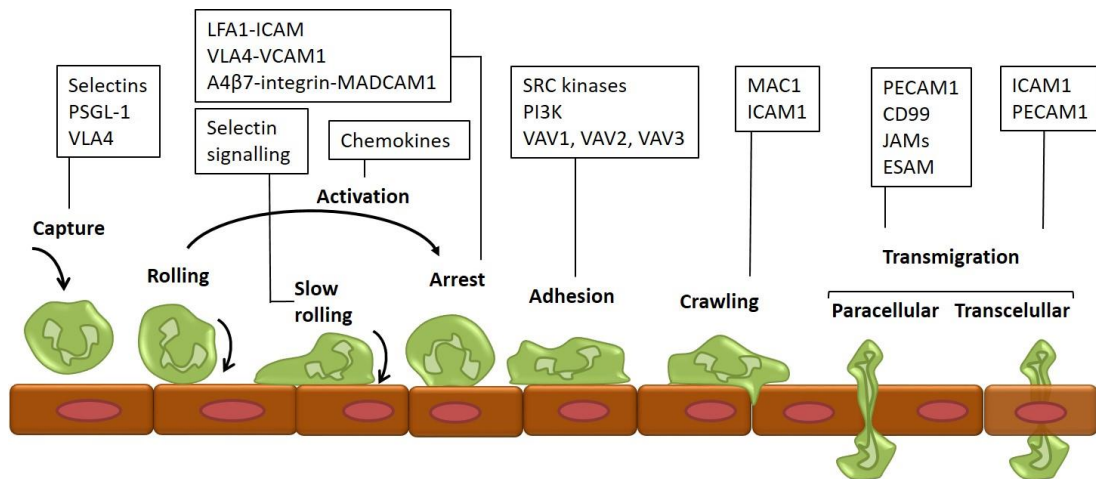 LFA1-ICAM
VLA4-VCAM1
A4β7-integrin-MADCAM1
Selectins
PSGL-1
VLA4
Selectin
signalling
Chemokines
SRC kinases
PI3K
VAV1, VAV2, VAV3
MAC1
ICAM1
PECAM1
CD99
JAMs
ESAM
ICAM1
PECAM1
Capture
Rolling
Activation
Slow
rolling
Arrest
Adhesion
Crawling
Transmigration
Paracellular
Transcelullar